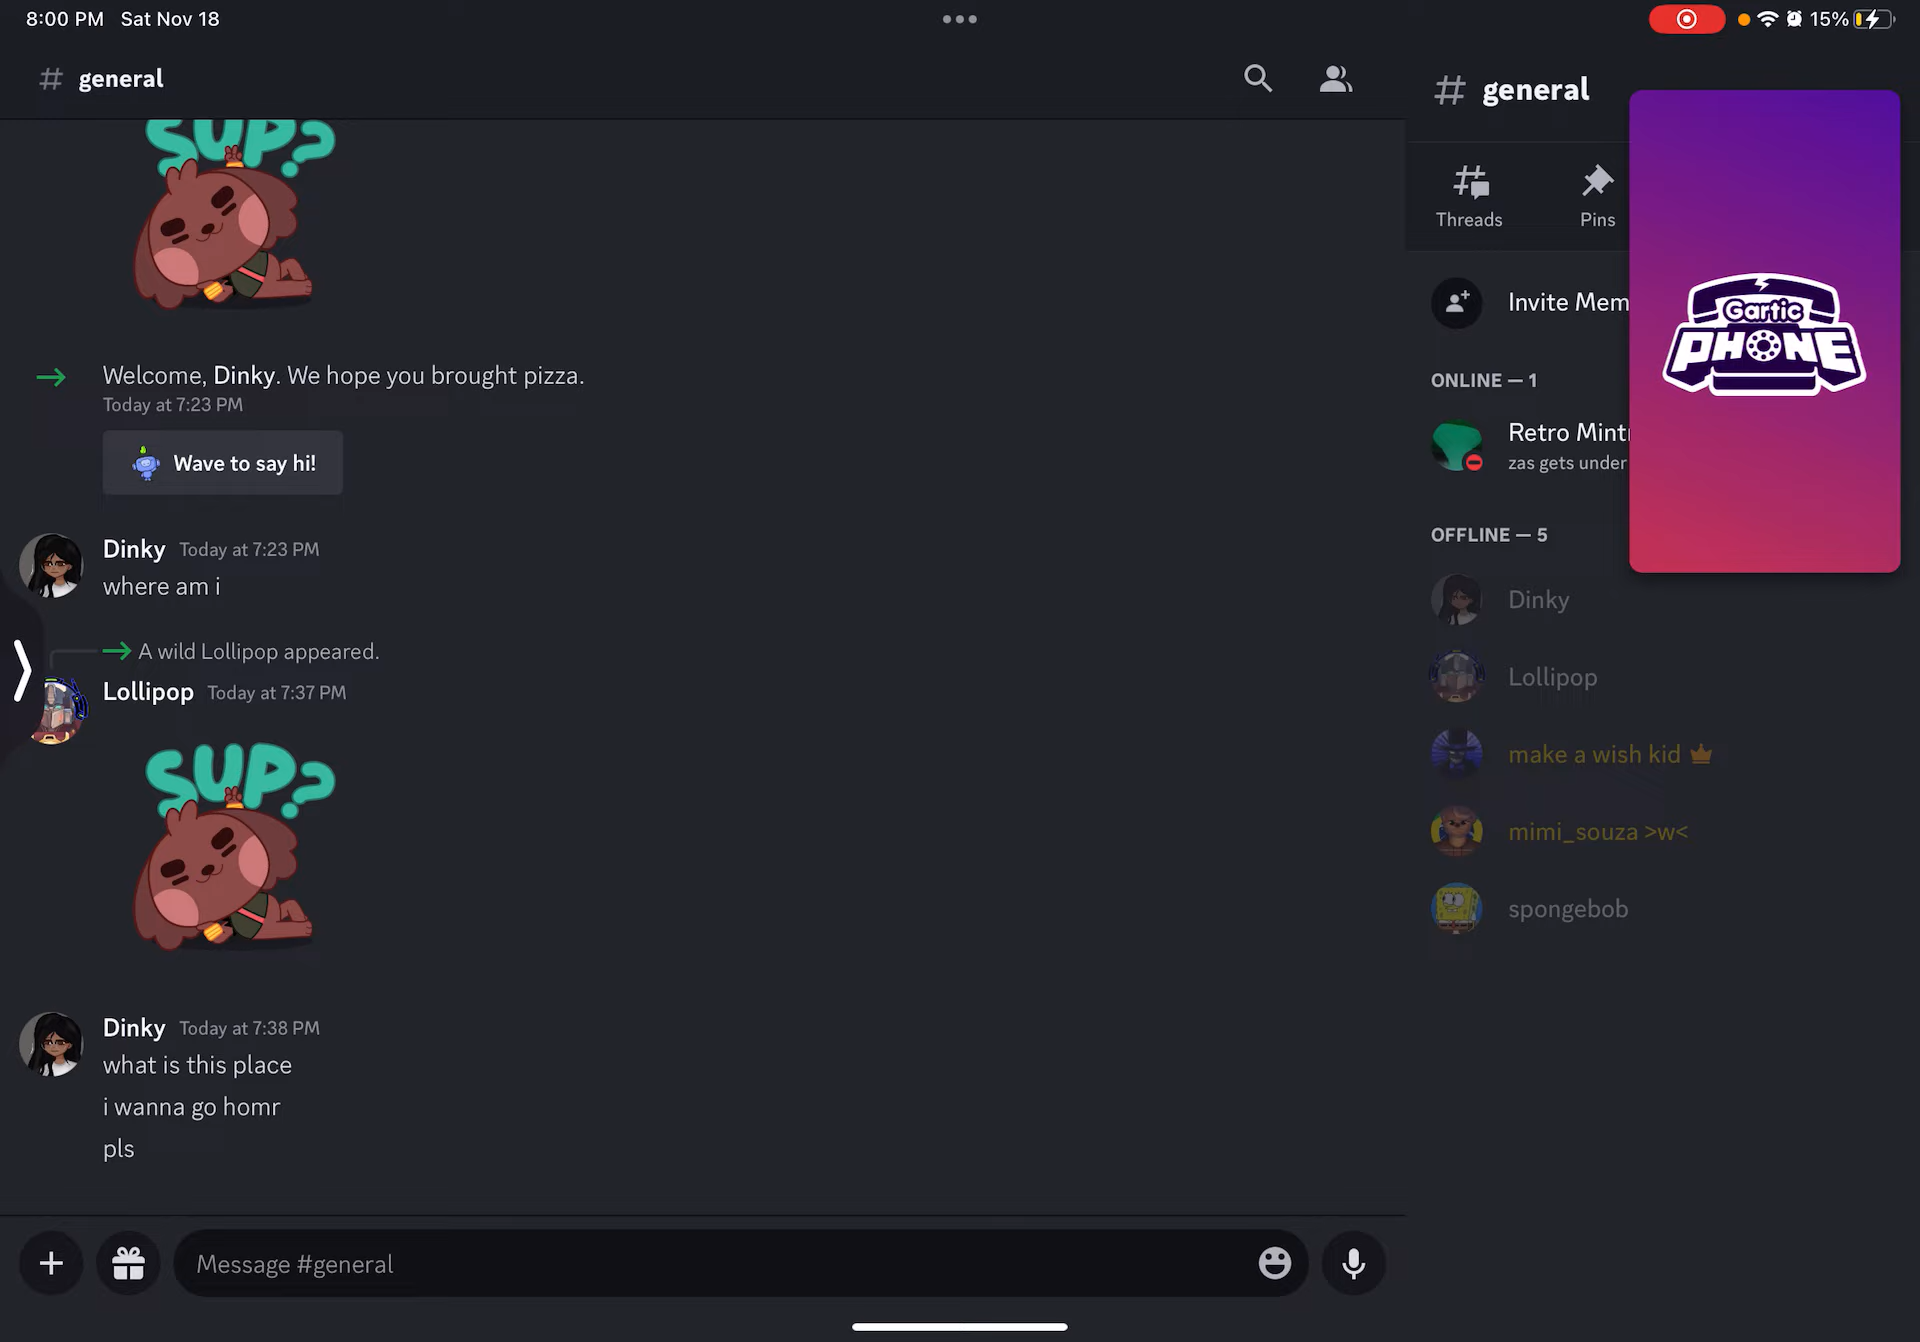 8:00 PM Sat Nov 18
15%
# general
SUP?
Welcome, Dinky. We hope you brought pizza.
Today at 7:23 PM
Wave to say hi!
Dinky Today at 7:23 PM
where am i
A wild Lollipop appeared.
Lollipop Today at 7:37 PM
SUP?
Dinky Today at 7:38 PM
what is this place
i wanna go homr
pls
Message #general
# general
Threads
Pins
Invite Mem
ONLINE — 1
Retro Mint
zas gets under
OFFLINE — 5
Dinky
Lollipop
make a wish kid
mimi_souza >w<
spongebob
Gartic
PHONE